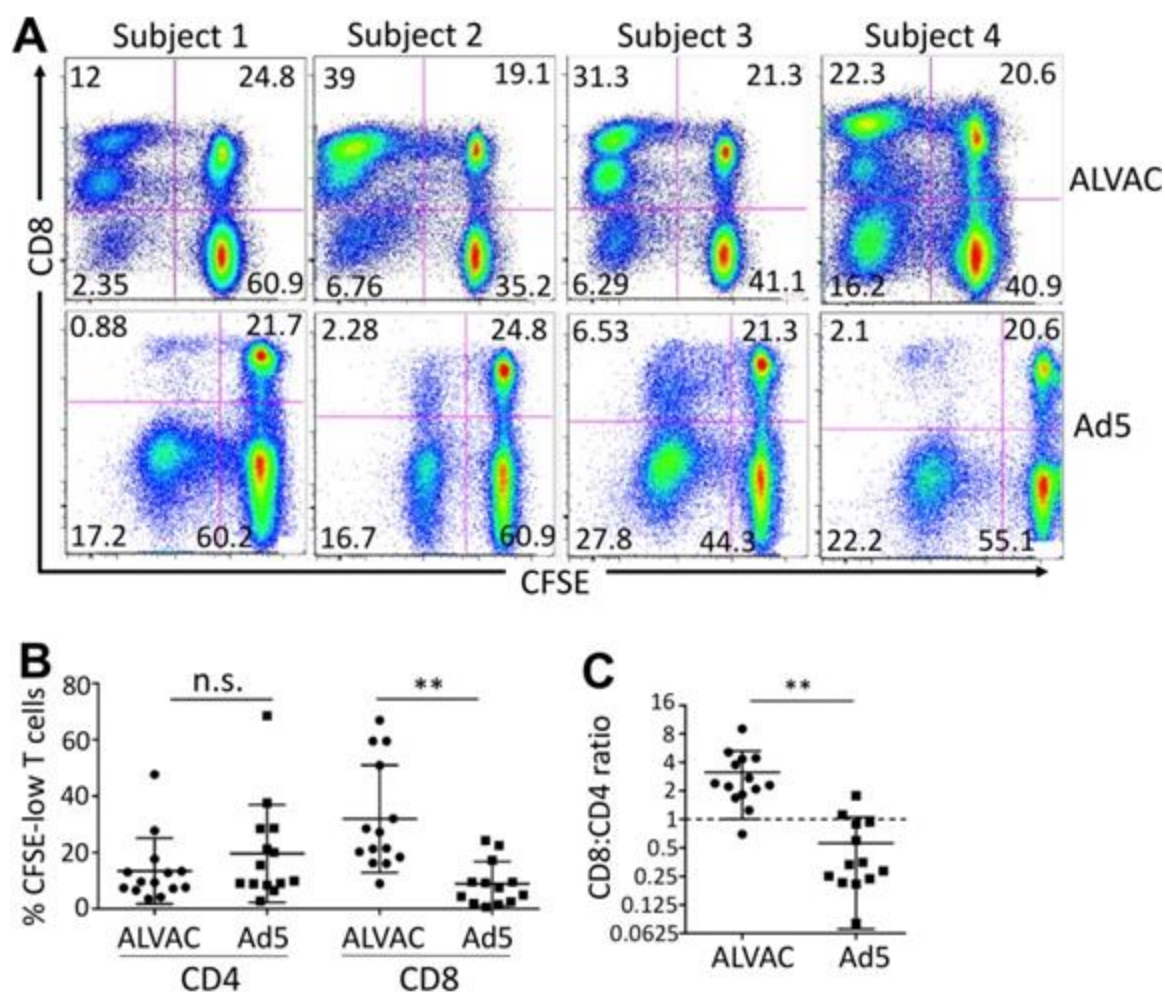 A
Subject 1 Subject 2 Subject 3 Subject 4
12 24.8 39 19.1 31.3 21.3 22.3 20.6
ALVAC
CD8
2.35 60.9 6.76 35.2 6.29 41.1 16.2 40.9
0.88 21.7 2.28 24.8 6.53 21.3 2.1 20.6
Ad5
17.2 60.2 16.7 60.9 27.8 44.3 22.2 55.1
CFSE
B
% CFSE-low T cells
80
60
40
20
0
n.s. **
ALVAC Ad5 ALVAC Ad5
CD4 CD8
C
CD8:CD4 ratio
16
8
4
2
1
0.5
0.25
0.125
0.0625
**
ALVAC Ad5